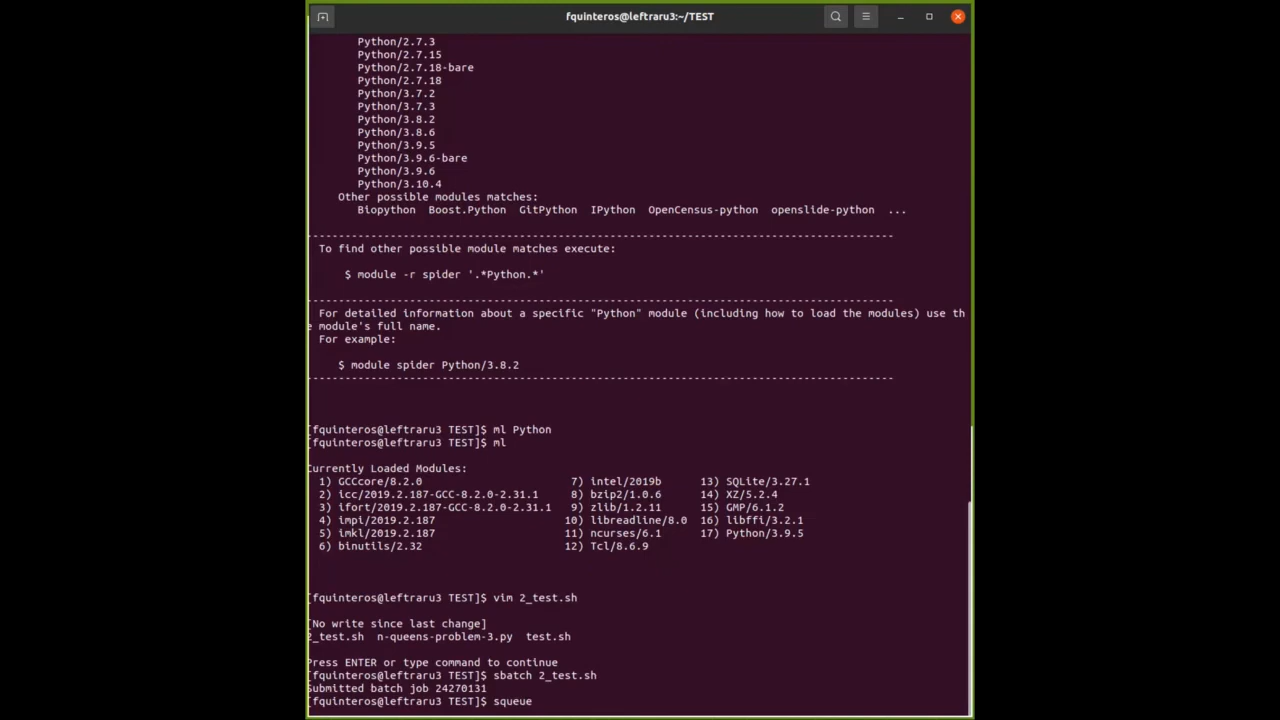 fquinteros@leftraru3:~/TEST
Python/2.7.3
Python/2.7.15
Python/2.7.18-bare
Python/2.7.18
Python/3.7.2
Python/3.7.3
Python/3.8.2
Python/3.8.6
Python/3.9.5
Python/3.9.6-bare
Python/3.9.6
Python/3.10.4
Other possible modules matches:
Biopython Boost.Python GitPython IPython OpenCensus-python openslide-python ...
--------------------------------------------------------------------------------------------
To find other possible module matches execute:
$ module -r spider '.*Python.*'
--------------------------------------------------------------------------------------------
For detailed information about a specific "Python" module (including how to load the modules) use th
e module's full name.
For example:
$ module spider Python/3.8.2
--------------------------------------------------------------------------------------------
[fquinteros@leftraru3 TEST]$ ml Python
[fquinteros@leftraru3 TEST]$ ml
Currently Loaded Modules:
1) GCCcore/8.2.0 7) intel/2019b 13) SQLite/3.27.1
2) icc/2019.2.187-GCC-8.2.0-2.31.1 8) bzip2/1.0.6 14) XZ/5.2.4
3) ifort/2019.2.187-GCC-8.2.0-2.31.1 9) zlib/1.2.11 15) GMP/6.1.2
4) impi/2019.2.187 10) libreadline/8.0 16) libffi/3.2.1
5) imkl/2019.2.187 11) ncurses/6.1 17) Python/3.9.5
6) binutils/2.32 12) Tcl/8.6.9
[fquinteros@leftraru3 TEST]$ vim 2_test.sh
[No write since last change]
2_test.sh n-queens-problem-3.py test.sh
Press ENTER or type command to continue
[fquinteros@leftraru3 TEST]$ sbatch 2_test.sh
Submitted batch job 24270131
[fquinteros@leftraru3 TEST]$ squeue